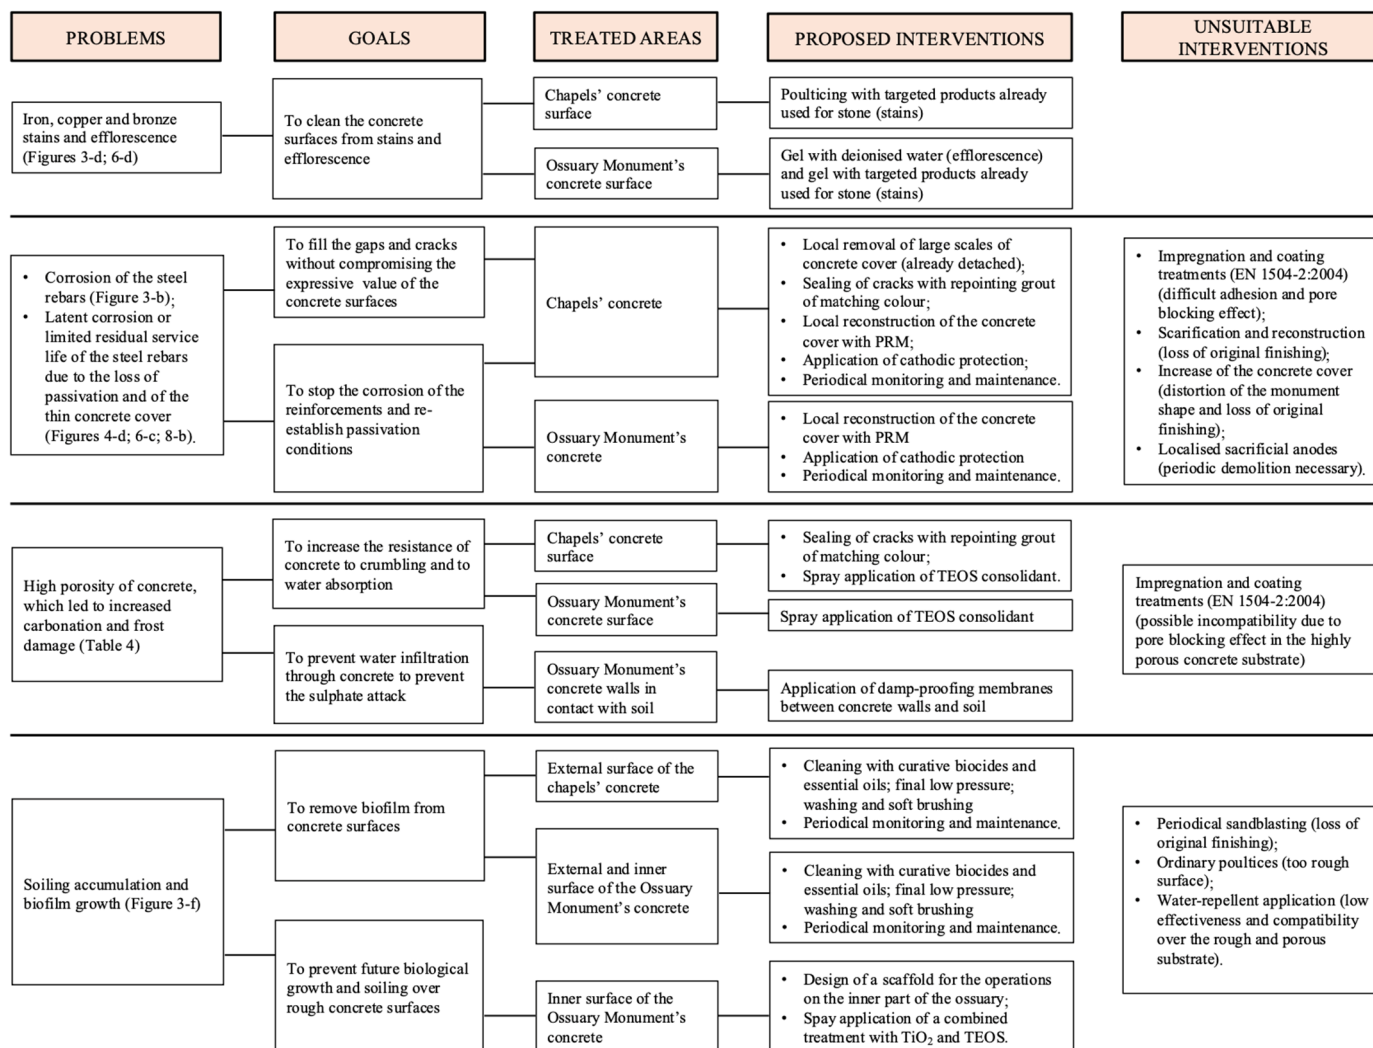 PROBLEMS
GOALS
TREATED AREAS
PROPOSED INTERVENTIONS
UNSUITABLE
INTERVENTIONS
Iron, copper and bronze
stains and efflorescence
(Figures 3-d; 6-d)
To clean the concrete
surfaces from stains and
efflorescence
Chapels' concrete
surface
Poulticing with targeted products already
used for stone (stains)
Ossuary Monument's
concrete surface
Gel with deionised water (efflorescence)
and gel with targeted products already
used for stone (stains)
• Corrosion of the steel
rebars (Figure 3-b);
• Latent corrosion or
limited residual service
life of the steel rebars
due to the loss of
passivation and of the
thin concrete cover
(Figures 4-d; 6-c; 8-b).
To fill the gaps and cracks
without compromising the
expressive value of the
concrete surfaces
To stop the corrosion of the
reinforcements and re-
establish passivation
conditions
Chapels' concrete
• Local removal of large scales of
concrete cover (already detached);
• Sealing of cracks with repointing grout
of matching colour;
• Local reconstruction of the concrete
cover with PRM;
• Application of cathodic protection;
• Periodical monitoring and maintenance.
Ossuary Monument's
concrete
• Local reconstruction of the concrete
cover with PRM
• Application of cathodic protection
• Periodical monitoring and maintenance.
• Impregnation and coating
treatments (EN 1504-2:2004)
(difficult adhesion and pore
blocking effect);
• Scarification and reconstruction
(loss of original finishing);
• Increase of the concrete cover
(distortion of the monument
shape and loss of original
finishing);
• Localised sacrificial anodes
(periodic demolition necessary).
High porosity of concrete,
which led to increased
carbonation and frost
damage (Table 4)
To increase the resistance of
concrete to crumbling and to
water absorption
To prevent water infiltration
through concrete to prevent
the sulphate attack
Chapels' concrete
surface
• Sealing of cracks with repointing grout
of matching colour;
• Spray application of TEOS consolidant.
Ossuary Monument's
concrete surface
Spray application of TEOS consolidant
Ossuary Monument's
concrete walls in
contact with soil
Application of damp-proofing membranes
between concrete walls and soil
Impregnation and coating
treatments (EN 1504-2:2004)
(possible incompatibility due to
pore blocking effect in the highly
porous concrete substrate)
Soiling accumulation and
biofilm growth (Figure 3-f)
To remove biofilm from
concrete surfaces
To prevent future biological
growth and soiling over
rough concrete surfaces
External surface of the
chapels' concrete
• Cleaning with curative biocides and
essential oils; final low pressure;
washing and soft brushing
• Periodical monitoring and maintenance.
External and inner
surface of the Ossuary
Monument's concrete
• Cleaning with curative biocides and
essential oils; final low pressure;
washing and soft brushing
• Periodical monitoring and maintenance.
Inner surface of the
Ossuary Monument's
concrete
• Design of a scaffold for the operations
on the inner part of the ossuary;
• Spay application of a combined
treatment with TiO₂ and TEOS.
• Periodical sandblasting (loss of
original finishing);
• Ordinary poultices (too rough
surface);
• Water-repellent application (low
effectiveness and compatibility
over the rough and porous
substrate).